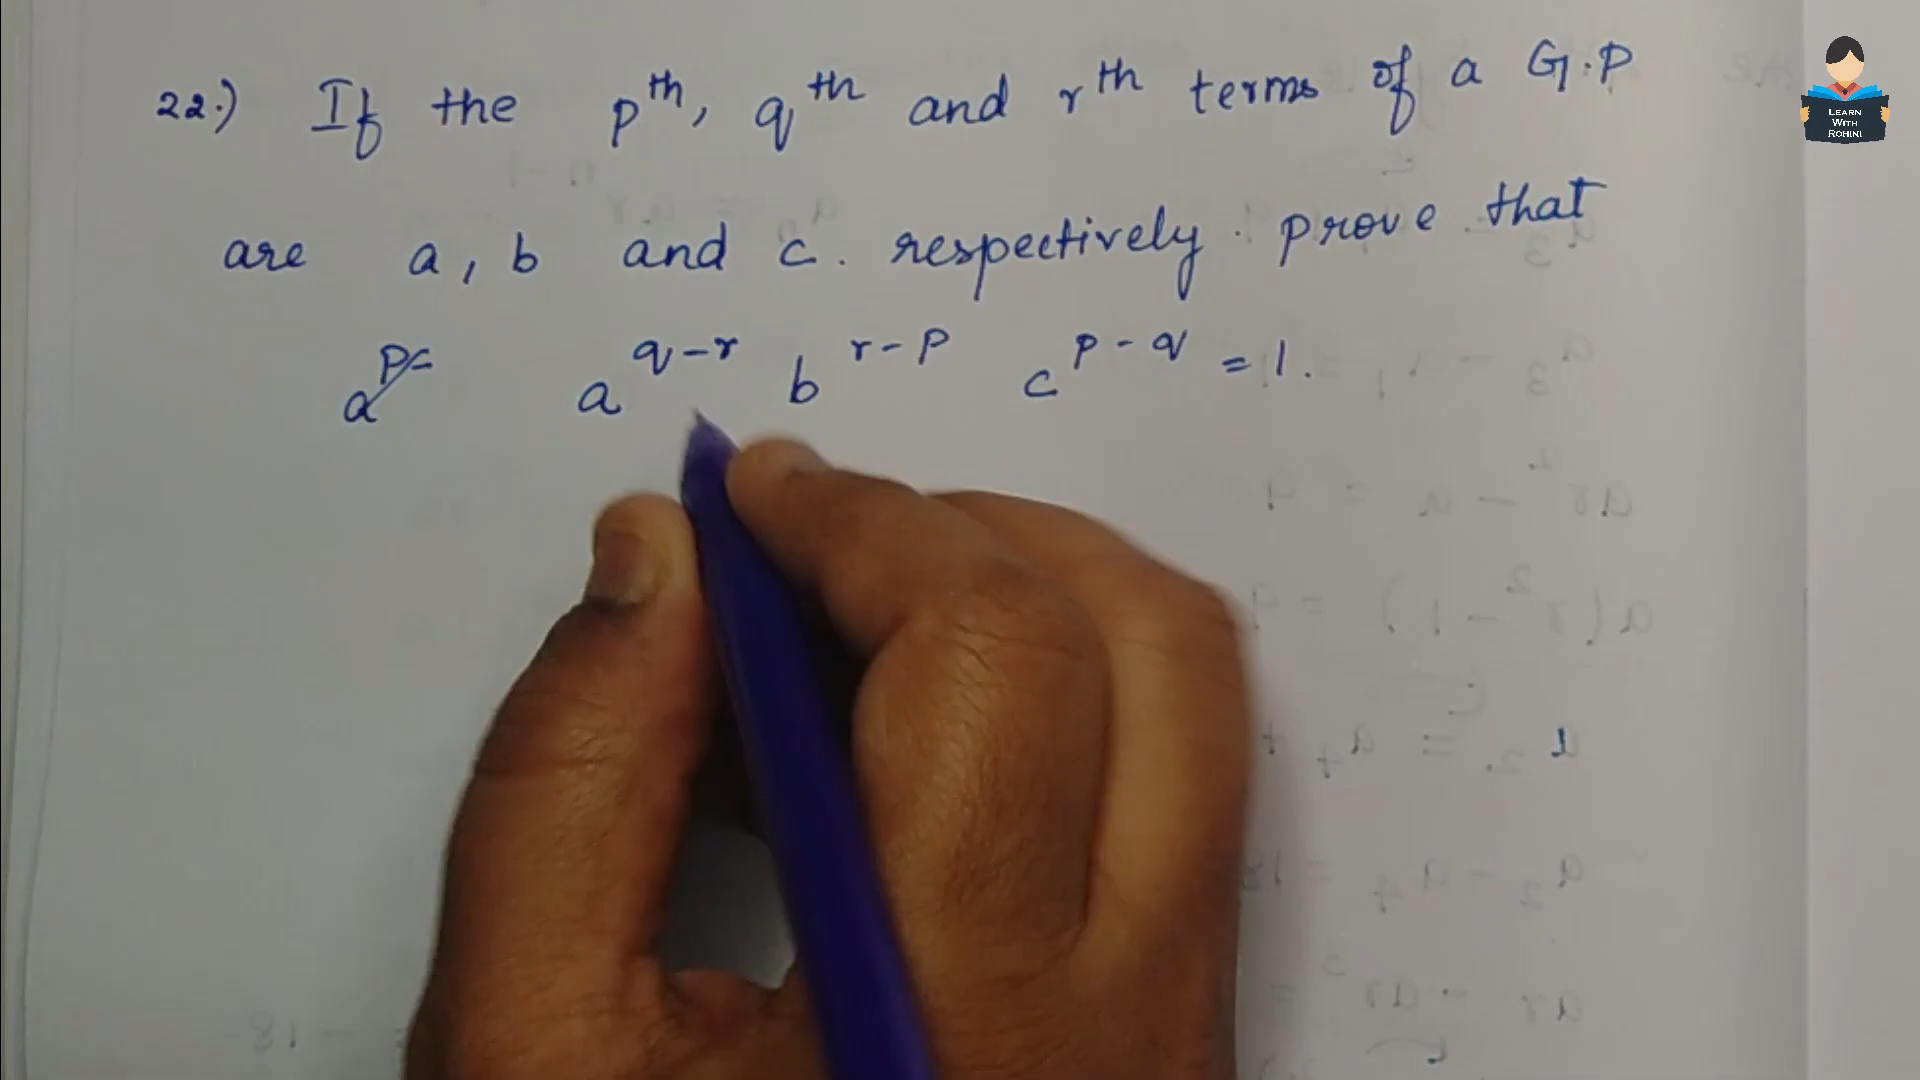 22.) If the pth, qth and rth terms of a G.P
are a, b and c. respectively. prove that
a^p= a^q-r b^r-p c^p-q = 1.
LEARN
WITH
ROHINI